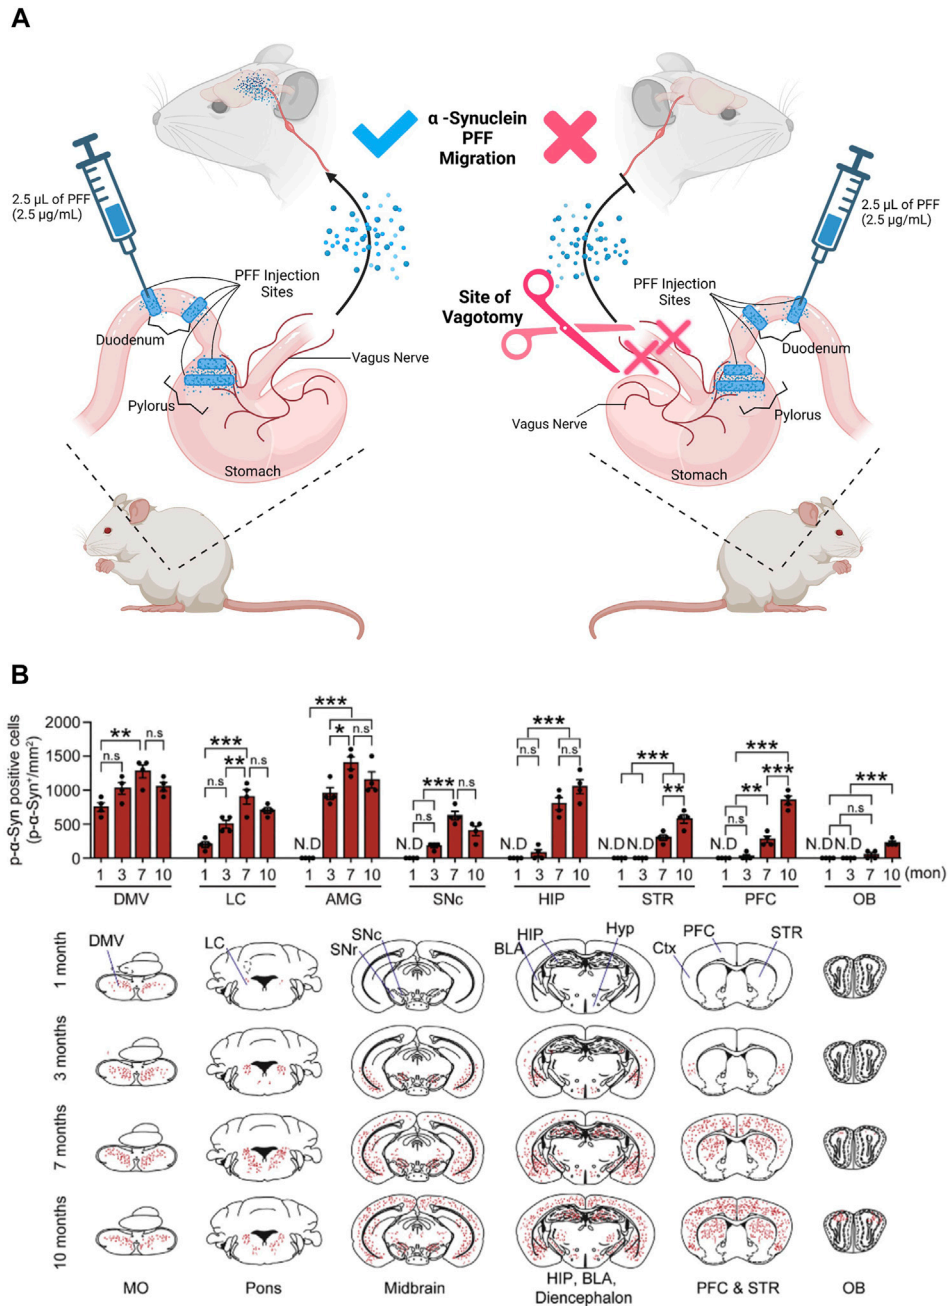 A
α -Synuclein
PFF
Migration
2.5 µL of PFF
(2.5 µg/mL)
2.5 µL of PFF
(2.5 µg/mL)
PFF Injection
Sites
PFF Injection
Sites
Site of
Vagotomy
Duodenum
Duodenum
Vagus Nerve
Pylorus
Pylorus
Vagus Nerve
Stomach
Stomach
B
p-α-Syn positive cells
(p-α-Syn⁺/mm²)
2000
1500
1000
500
0
** n.s
n.s
*** ** n.s
n.s
*** * n.s
N.D
*** n.s
n.s
N.D
*** n.s
n.s
N.D
*** **
N.D N.D
*** *** **
n.s
N.D
*** n.s
N.D N.D
1 3 7 10 1 3 7 10 1 3 7 10 1 3 7 10 1 3 7 10 1 3 7 10 1 3 7 10 1 3 7 10 (mon)
DMV LC AMG SNc HIP STR PFC OB
1 month
DMV
LC
SNc
SNr
HIP
BLA
Hyp
Ctx
PFC
STR
3 months
7 months
10 months
MO Pons Midbrain HIP, BLA, PFC & STR OB
Diencephalon